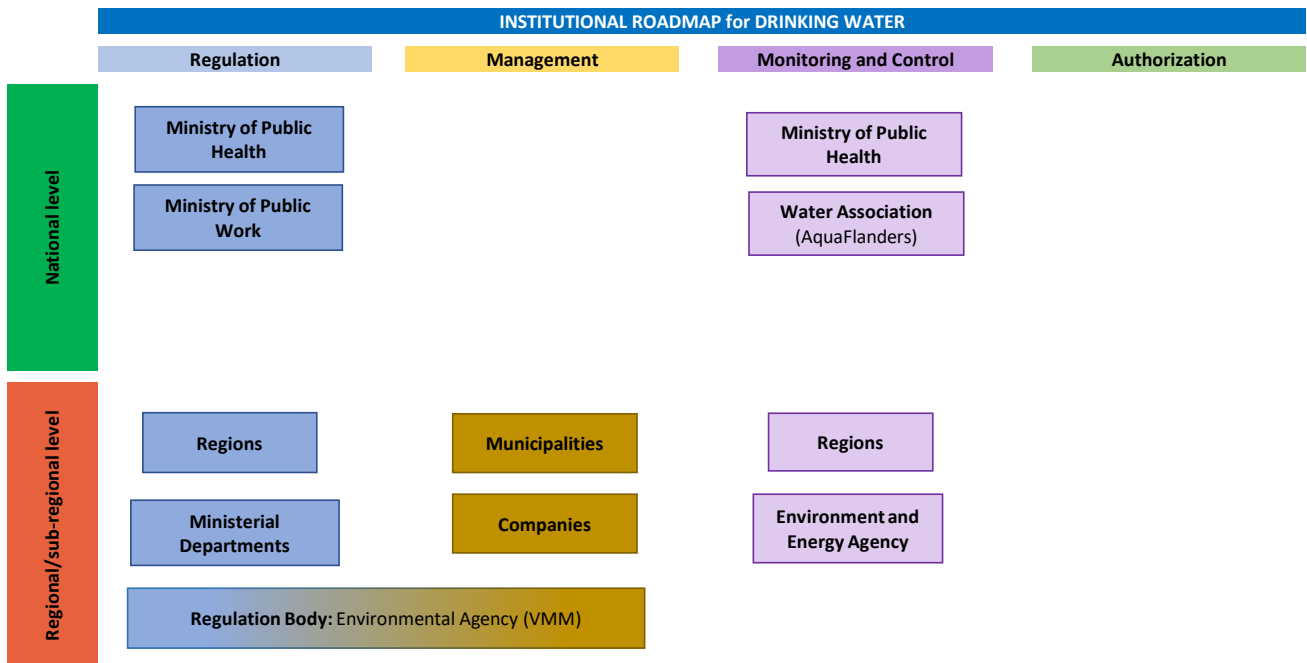 INSTITUTIONAL ROADMAP for DRINKING WATER
Regulation
Management
Monitoring and Control
Authorization
National level
Ministry of Public
Health
Ministry of Public
Work
Ministry of Public
Health
Water Association
(AquaFlanders)
Regional/sub-regional level
Regions
Municipalities
Regions
Ministerial
Departments
Companies
Environment and
Energy Agency
Regulation Body: Environmental Agency (VMM)